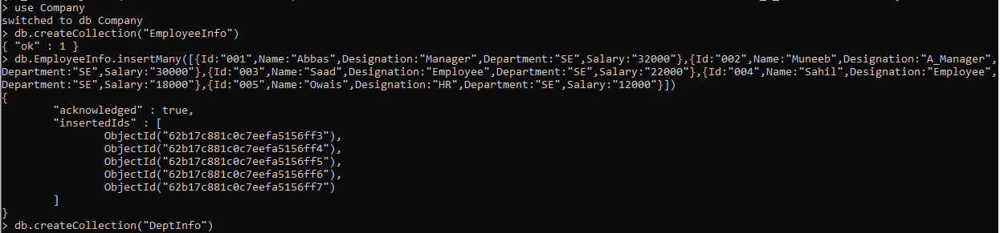 > use Company
switched to db Company
> db.createCollection("EmployeeInfo")
{ "ok" : 1 }
> db.EmployeeInfo.insertMany([{Id:"001",Name:"Abbas",Designation:"Manager",Department:"SE",Salary:"32000"},{Id:"002",Name:"Muneeb",Designation:"A_Manager",
Department:"SE",Salary:"30000"},{Id:"003",Name:"Saad",Designation:"Employee",Department:"SE",Salary:"22000"},{Id:"004",Name:"Sahil",Designation:"Employee",
Department:"SE",Salary:"18000"},{Id:"005",Name:"Owais",Designation:"HR",Department:"SE",Salary:"12000"}])
{
        "acknowledged" : true,
        "insertedIds" : [
                ObjectId("62b17c881c0c7eefa5156ff3"),
                ObjectId("62b17c881c0c7eefa5156ff4"),
                ObjectId("62b17c881c0c7eefa5156ff5"),
                ObjectId("62b17c881c0c7eefa5156ff6"),
                ObjectId("62b17c881c0c7eefa5156ff7")
        ]
}
> db.createCollection("DeptInfo")